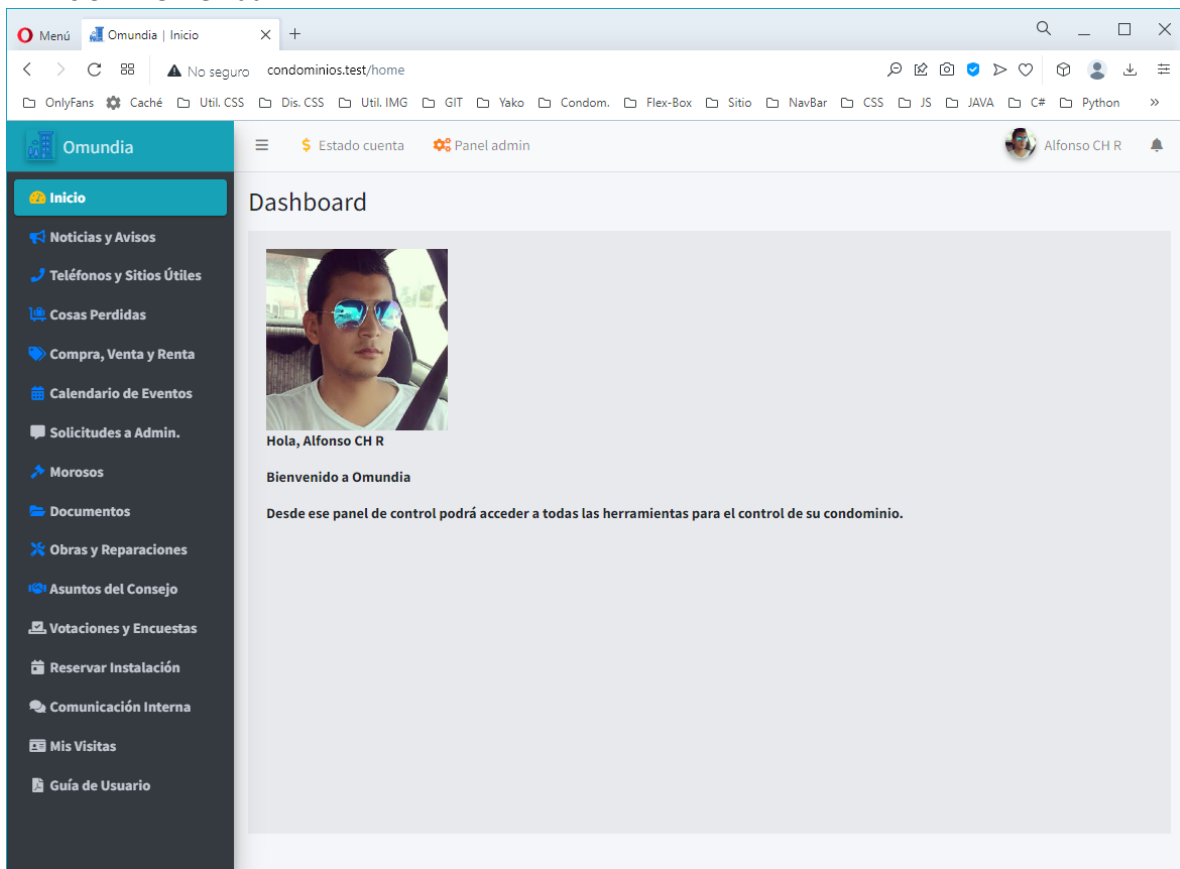 Menú
Omundia | Inicio
No seguro condominios.test/home
OnlyFans Caché Util. CSS Dis. CSS Util. IMG GIT Yako Condom. Flex-Box Sitio NavBar CSS JS JAVA C# Python »
Omundia
Estado cuenta Panel admin Alfonso CH R
Inicio
Dashboard
Noticias y Avisos
Teléfonos y Sitios Útiles
Cosas Perdidas
Compra, Venta y Renta
Calendario de Eventos
Solicitudes a Admin.
Morosos
Documentos
Obras y Reparaciones
Asuntos del Consejo
Votaciones y Encuestas
Reservar Instalación
Comunicación Interna
Mis Visitas
Guía de Usuario
Hola, Alfonso CH R
Bienvenido a Omundia
Desde ese panel de control podrá acceder a todas las herramientas para el control de su condominio.